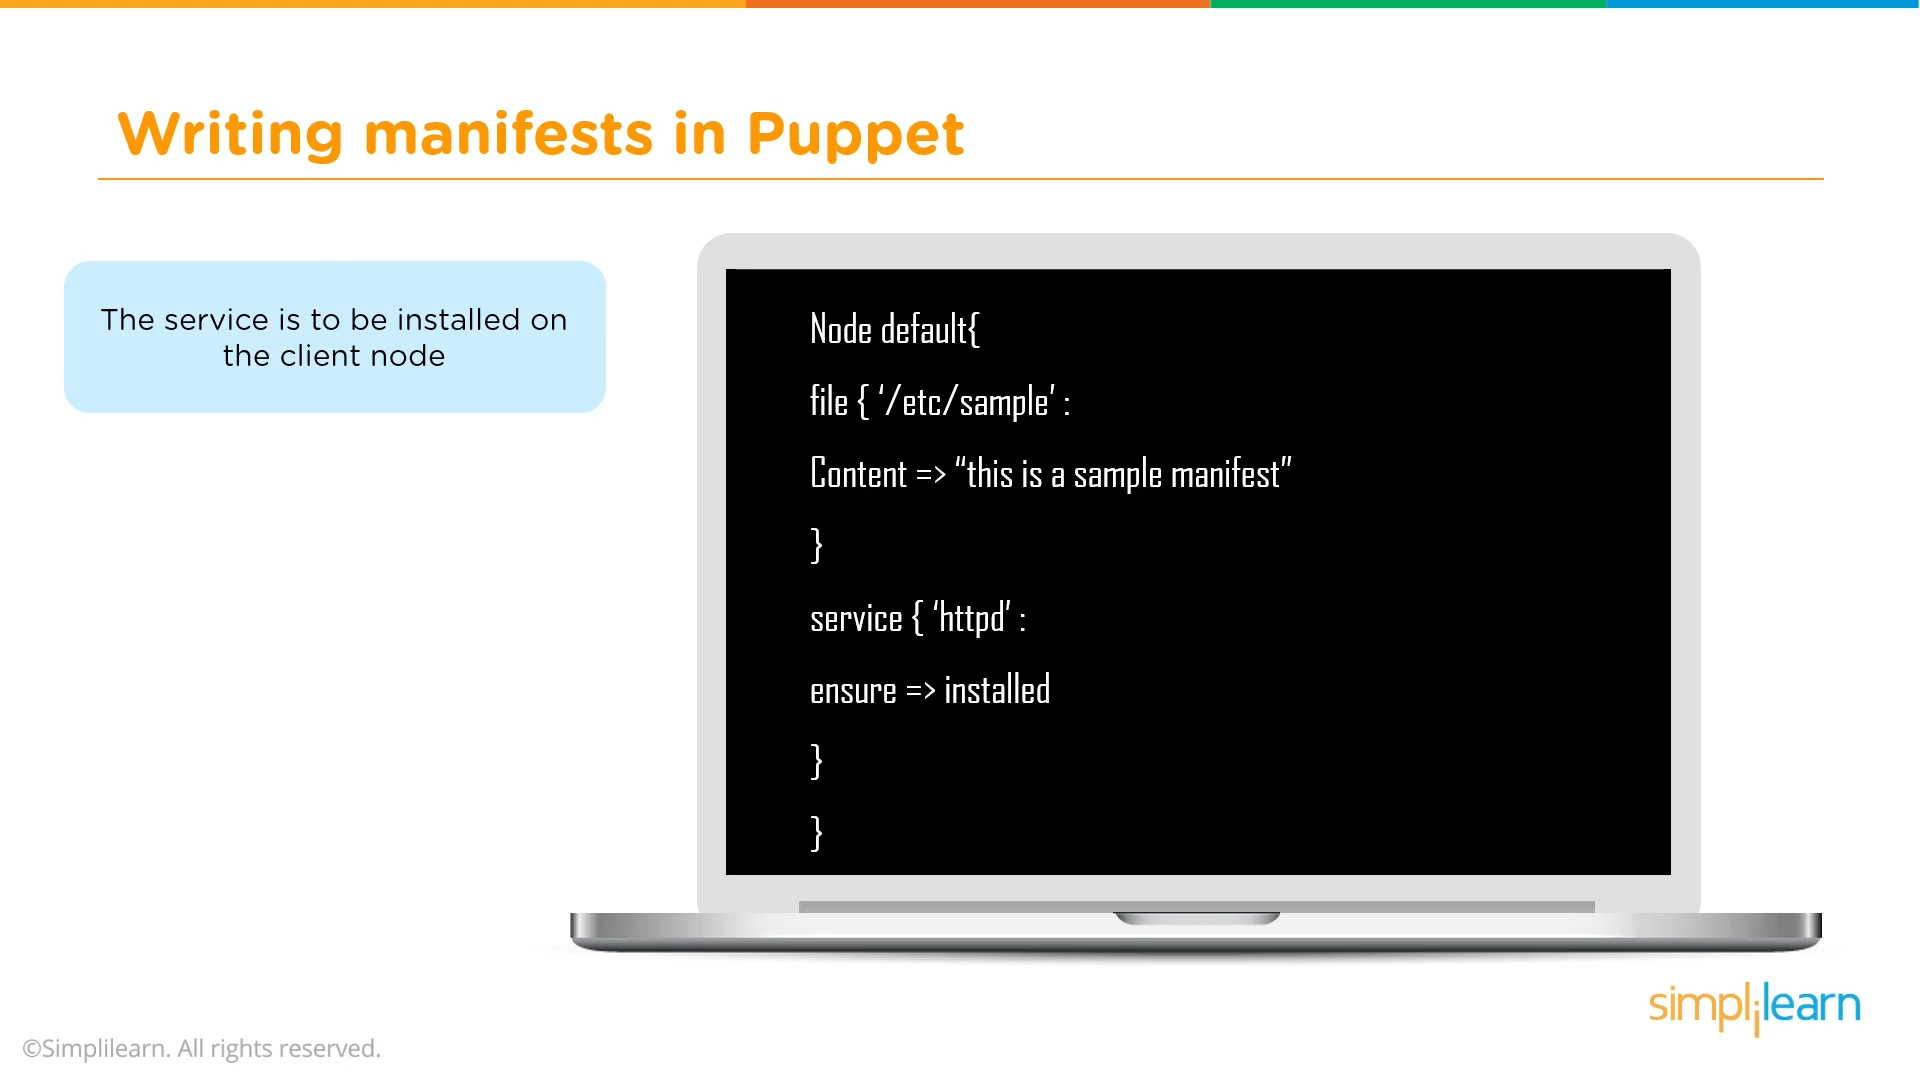 Writing manifests in Puppet
The service is to be installed on
the client node
Node default{
file { ‘/etc/sample’ :
Content => “this is a sample manifest”
}
service { ‘httpd’ :
ensure => installed
}
}
simplilearn
©Simplilearn. All rights reserved.